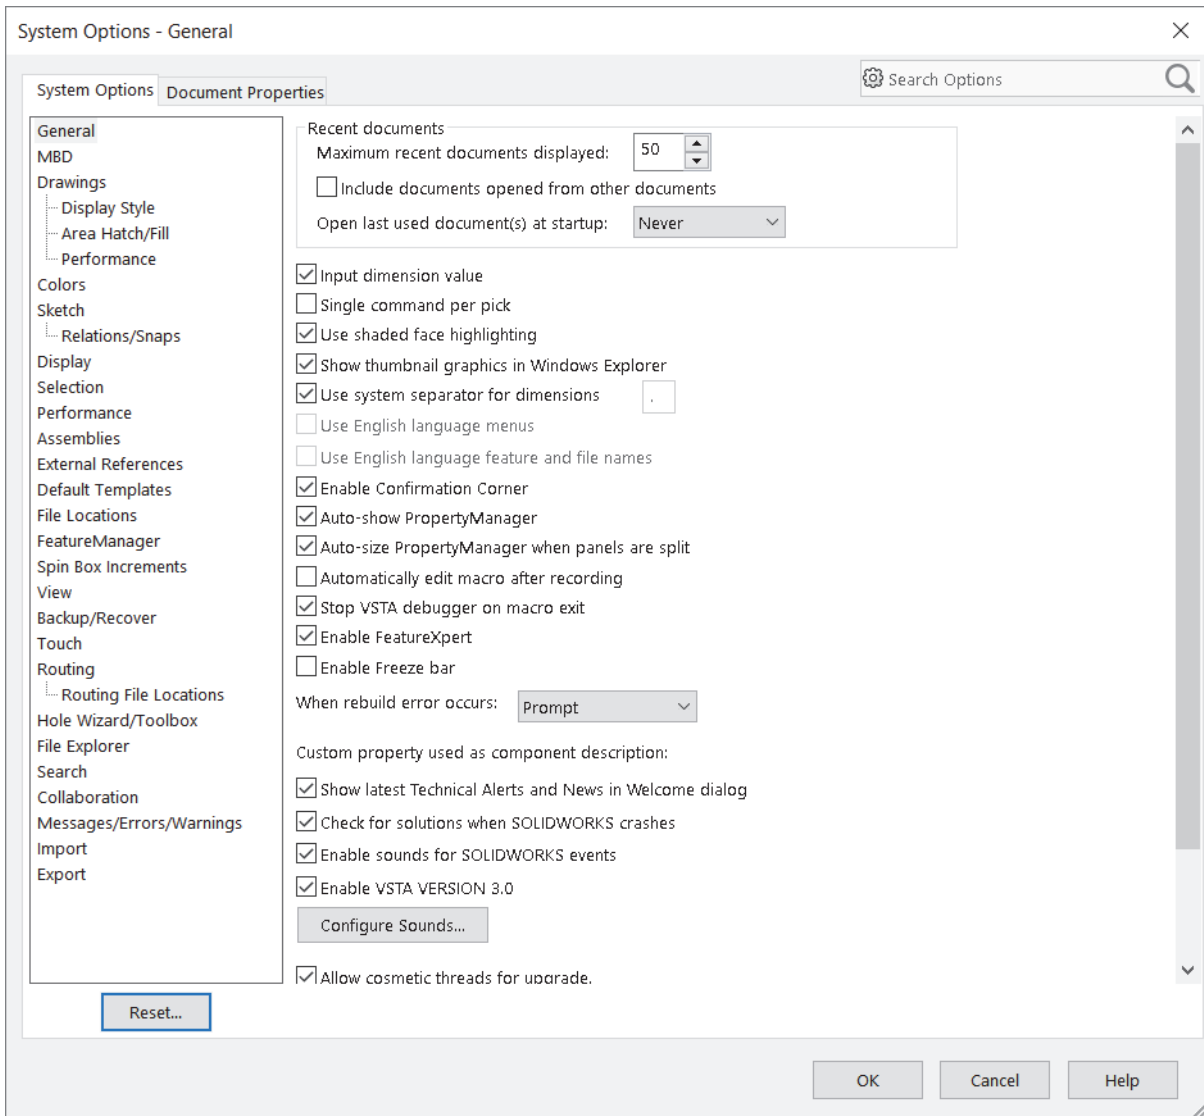 System Options - General
System Options
Document Properties
Search Options
General
MBD
Drawings
Display Style
Area Hatch/Fill
Performance
Colors
Sketch
Relations/Snaps
Display
Selection
Performance
Assemblies
External References
Default Templates
File Locations
FeatureManager
Spin Box Increments
View
Backup/Recover
Touch
Routing
Routing File Locations
Hole Wizard/Toolbox
File Explorer
Search
Collaboration
Messages/Errors/Warnings
Import
Export
Reset...
Recent documents
Maximum recent documents displayed: 50
Include documents opened from other documents
Open last used document(s) at startup: Never
Input dimension value
Single command per pick
Use shaded face highlighting
Show thumbnail graphics in Windows Explorer
Use system separator for dimensions .
Use English language menus
Use English language feature and file names
Enable Confirmation Corner
Auto-show PropertyManager
Auto-size PropertyManager when panels are split
Automatically edit macro after recording
Stop VSTA debugger on macro exit
Enable FeatureXpert
Enable Freeze bar
When rebuild error occurs: Prompt
Custom property used as component description:
Show latest Technical Alerts and News in Welcome dialog
Check for solutions when SOLIDWORKS crashes
Enable sounds for SOLIDWORKS events
Enable VSTA VERSION 3.0
Configure Sounds...
Allow cosmetic threads for upgrade.
OK
Cancel
Help